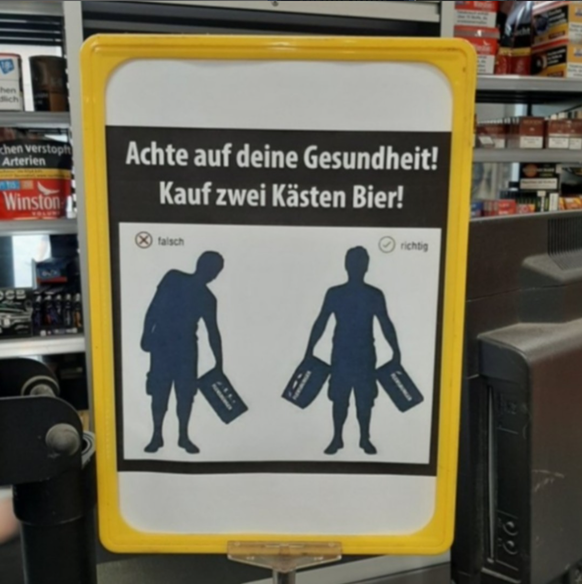 Achte auf deine Gesundheit!
Kauf zwei Kästen Bier!
falsch
richtig
chen verstopf
Arterien
Winston